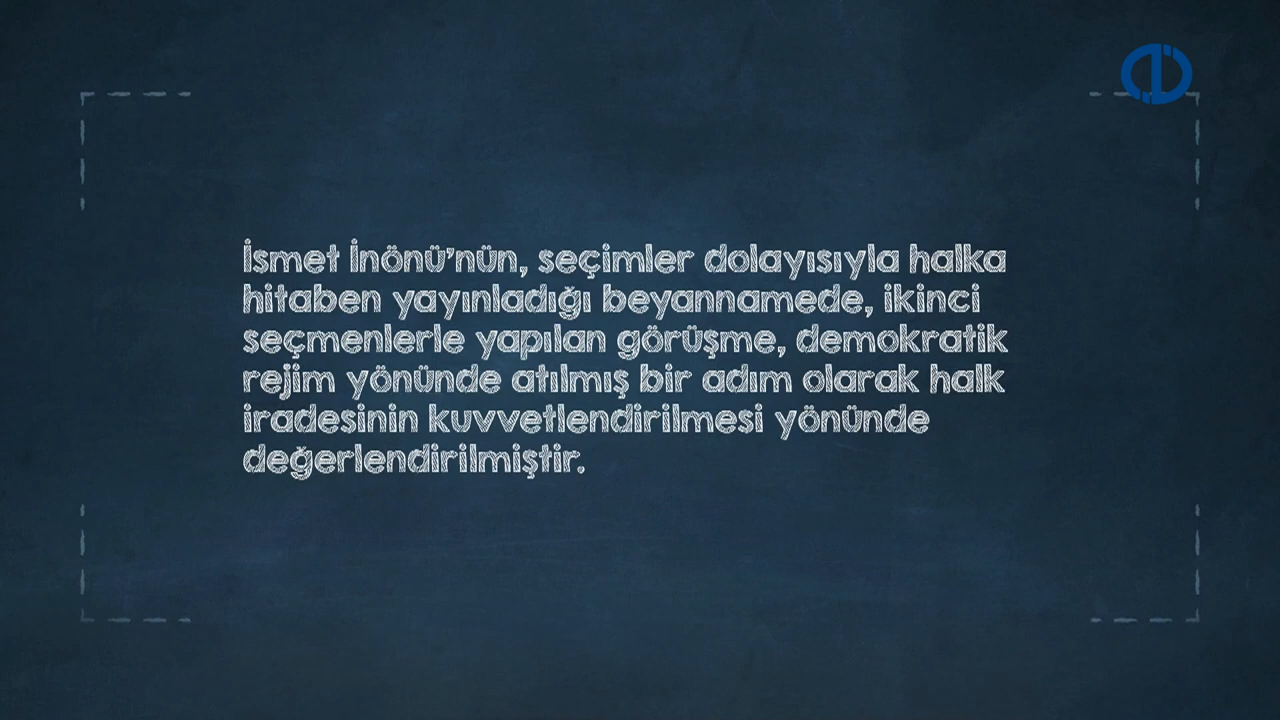 İsmet İnönü'nün, seçimler dolayısıyla halka
hitaben yayınladığı beyannamede, ikinci
seçmenlerle yapılan görüşme, demokratik
rejim yönünde atılmış bir adım olarak halk
iradesinin kuvvetlendirilmesi yönünde
değerlendirilmiştir.